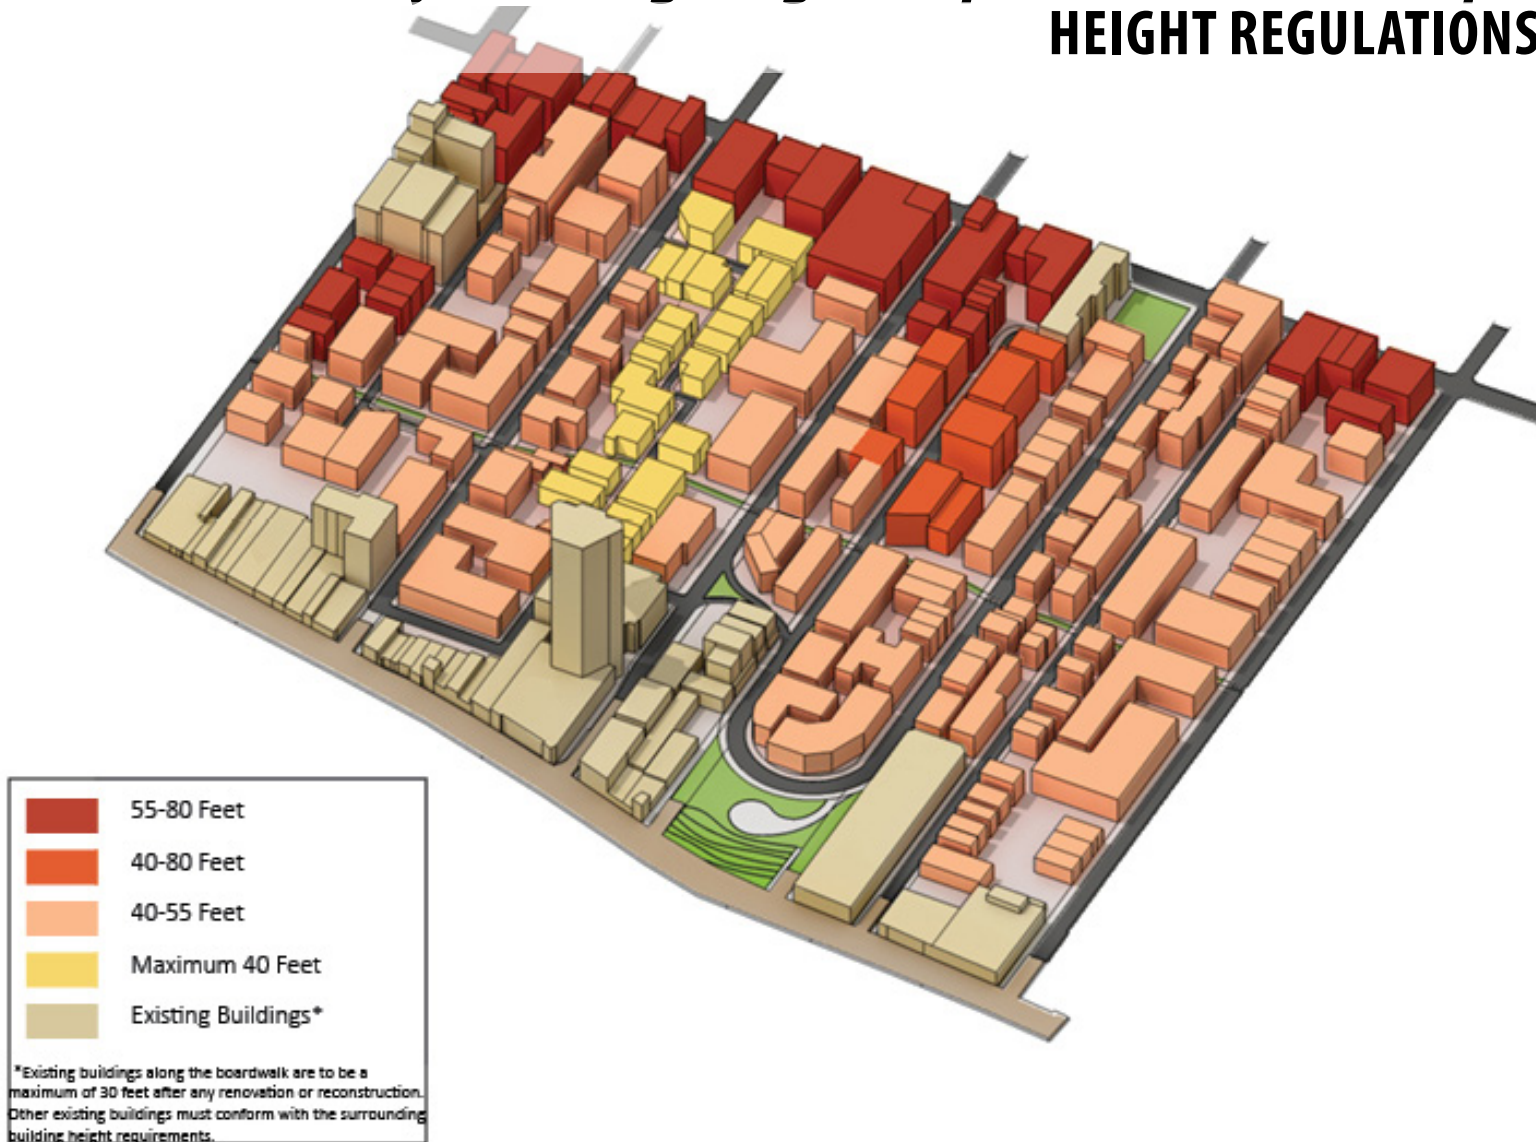 HEIGHT REGULATIONS
55-80 Feet
40-80 Feet
40-55 Feet
Maximum 40 Feet
Existing Buildings*
*Existing buildings along the boardwalk are to be a
maximum of 30 feet after any renovation or reconstruction.
Other existing buildings must conform with the surrounding
building height requirements.